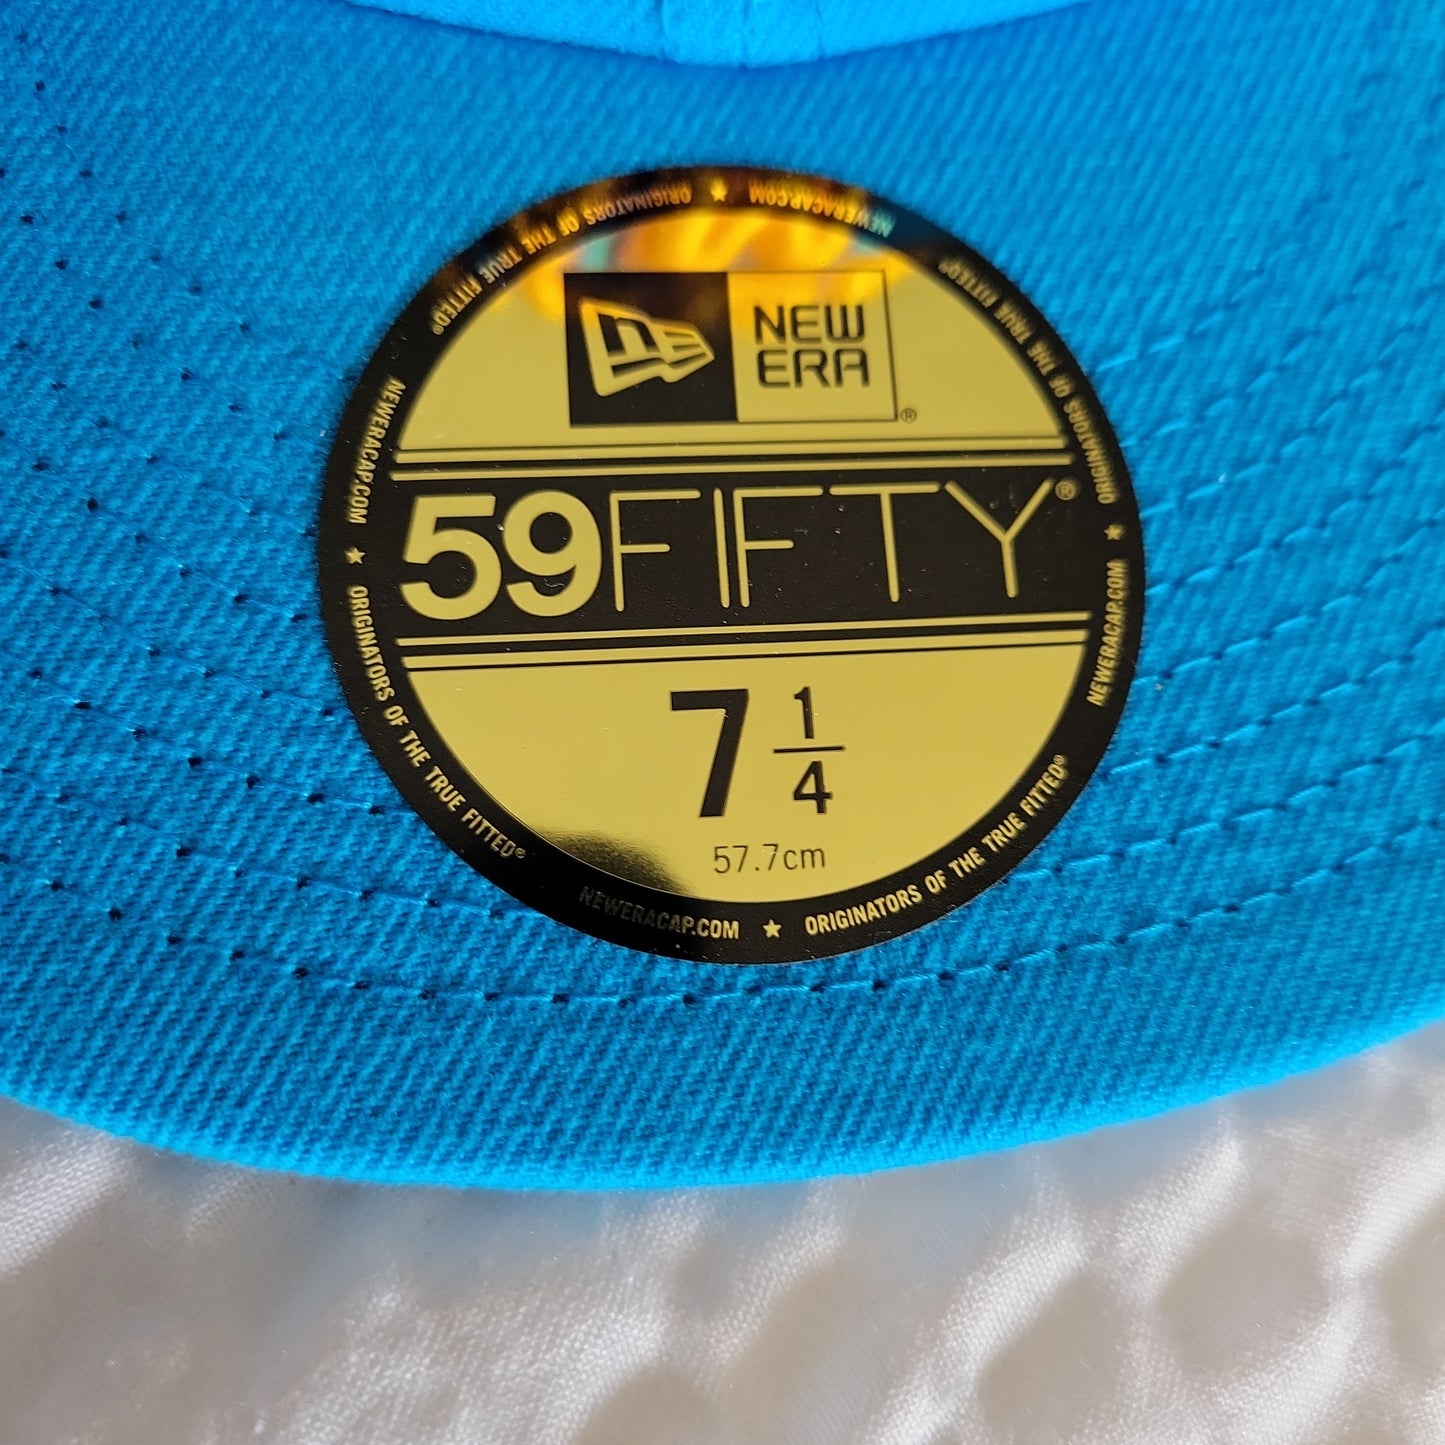 NEW
ERA
®
59FIFTY®
7 1/4
57.7cm
NEWERACAP.COM ★ ORIGINATORS OF THE TRUE FITTED®
NEWERACAP.COM ★ ORIGINATORS OF THE TRUE FITTED®
NEWERACAP.COM ★ ORIGINATORS OF THE TRUE FITTED®
NEWERACAP.COM ★ ORIGINATORS OF THE TRUE FITTED®